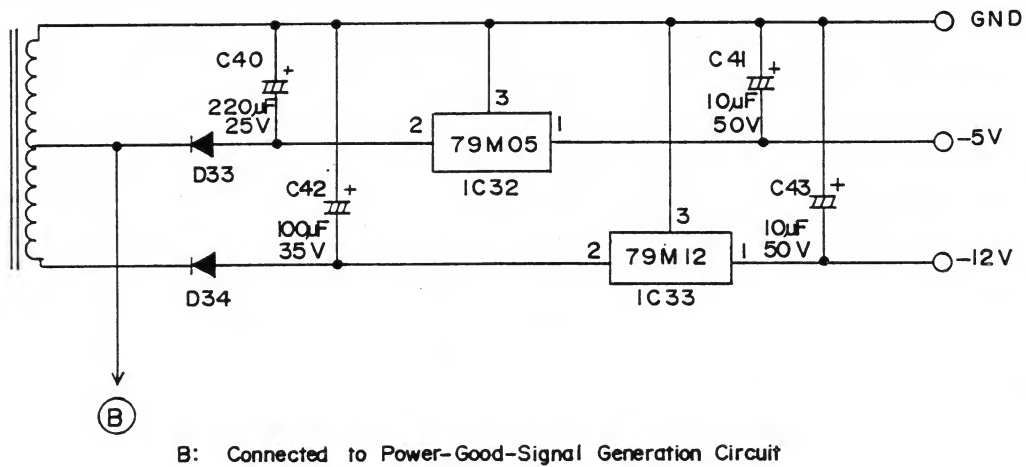 GND
C40
+
220µF
25V
C41
+
10µF
50V
3
2
79M05
1
-5V
D33
IC32
C42
+
100µF
35V
C43
+
10µF
50V
3
2
79M12
1
-12V
D34
IC33
B
B: Connected to Power-Good-Signal Generation Circuit